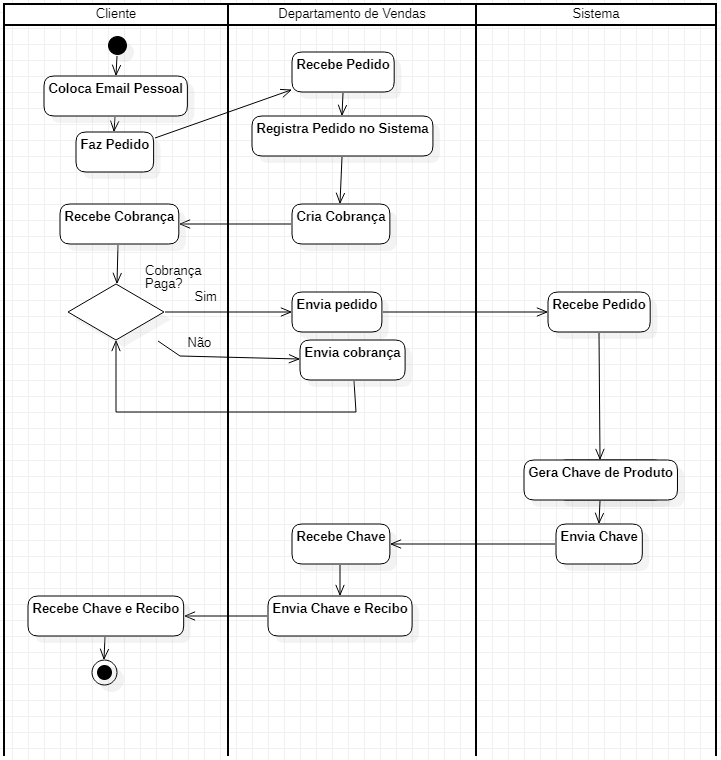 Cliente
Departamento de Vendas
Sistema
Recebe Pedido
Coloca Email Pessoal
Registra Pedido no Sistema
Faz Pedido
Recebe Cobrança
Cria Cobrança
Cobrança
Paga?
Sim
Envia pedido
Recebe Pedido
Não
Envia cobrança
Gera Chave de Produto
Recebe Chave
Envia Chave
Recebe Chave e Recibo
Envia Chave e Recibo